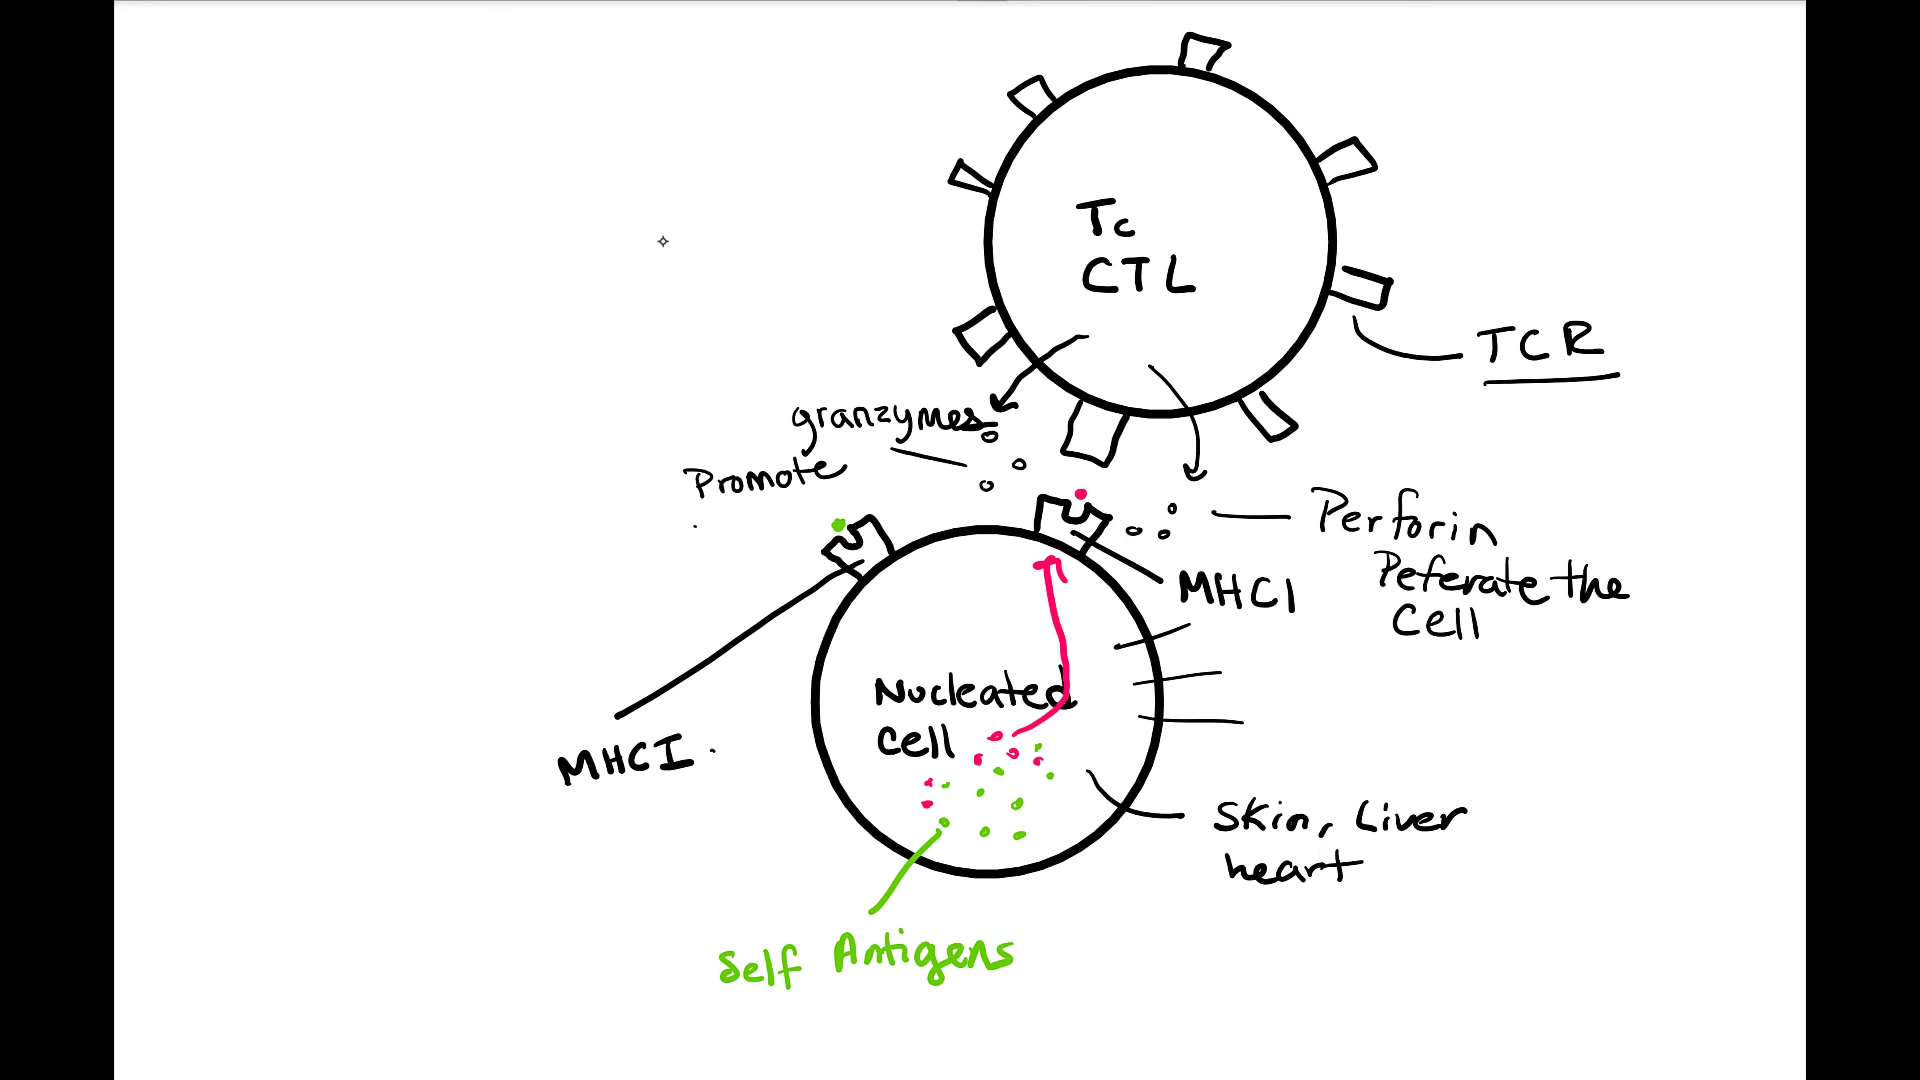 Tc
CTL
TCR
granzymes
Promote
Perforin
Peferate the
Cell
MHCI
Nucleated
Cell
MHCI
Skin, Liver
heart
Self Antigens